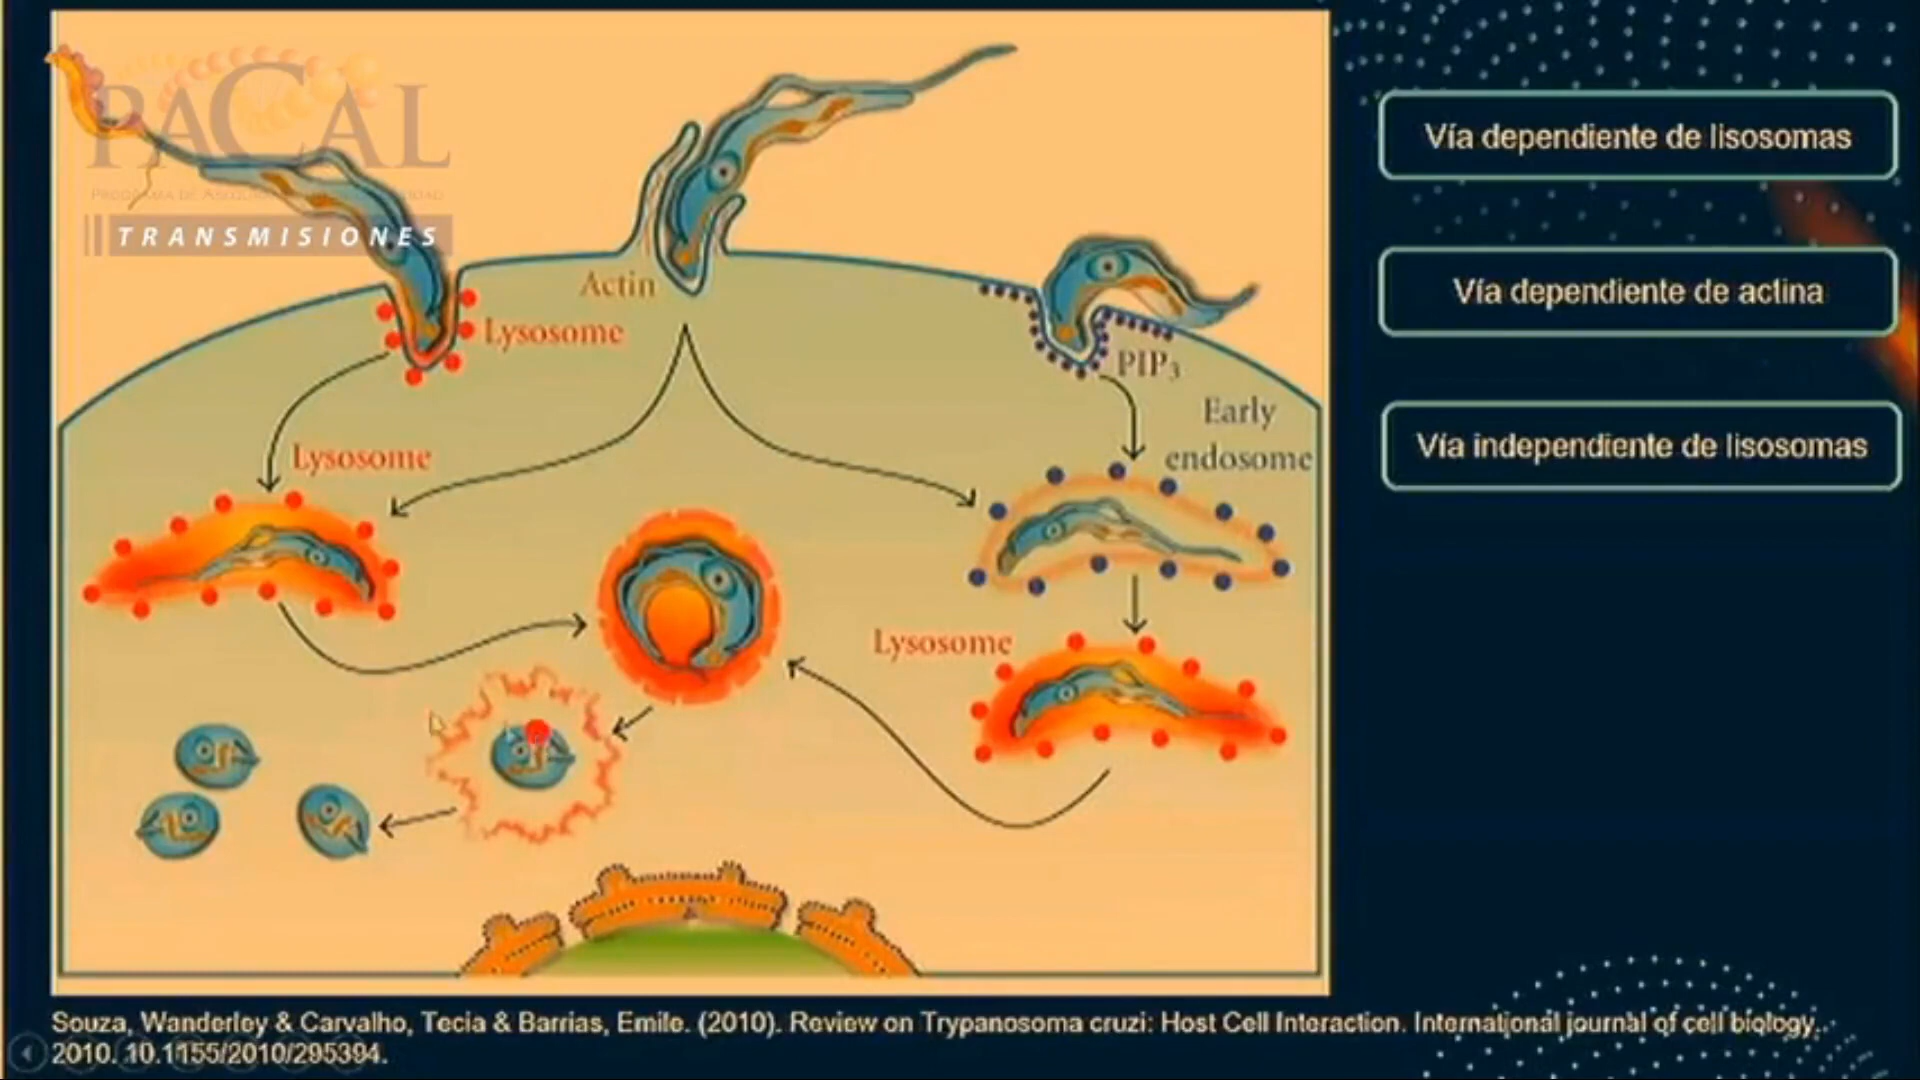 PACAL
TRANSMISIONES
Actin
Lysosome
PIP3
Early
endosome
Lysosome
Lysosome
Vía dependiente de lisosomas
Vía dependiente de actina
Vía independiente de lisosomas
Souza, Wanderley & Carvalho, Tecia & Barrias, Emile. (2010). Review on Trypanosoma cruzi: Host Cell Interaction. International journal of cell biology..
2010. 10.1155/2010/295394.